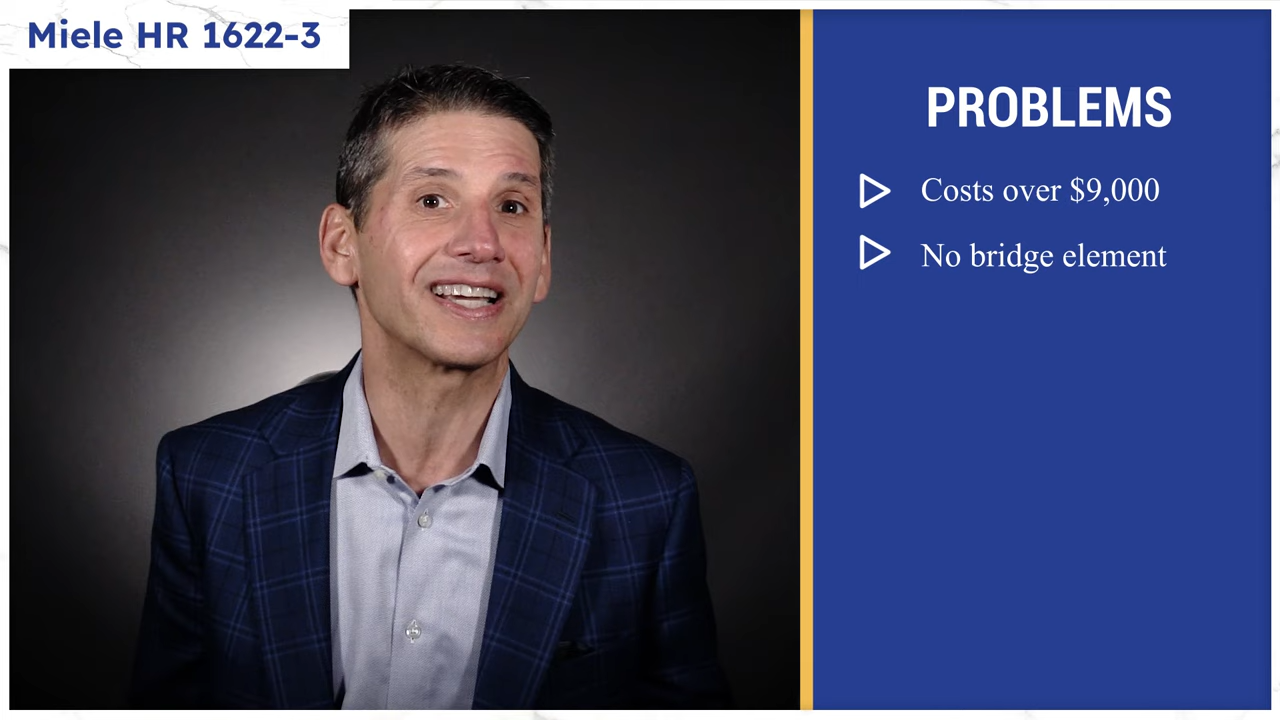 Miele HR 1622-3
PROBLEMS
Costs over $9,000
No bridge element